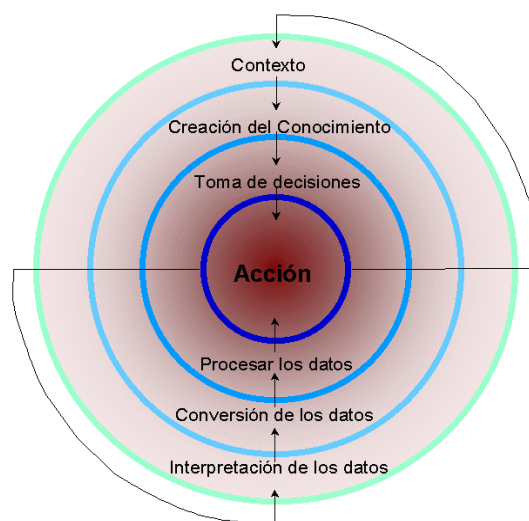 Contexto
Creación del Conocimiento
Toma de decisiones
Acción
Procesar los datos
Conversión de los datos
Interpretación de los datos